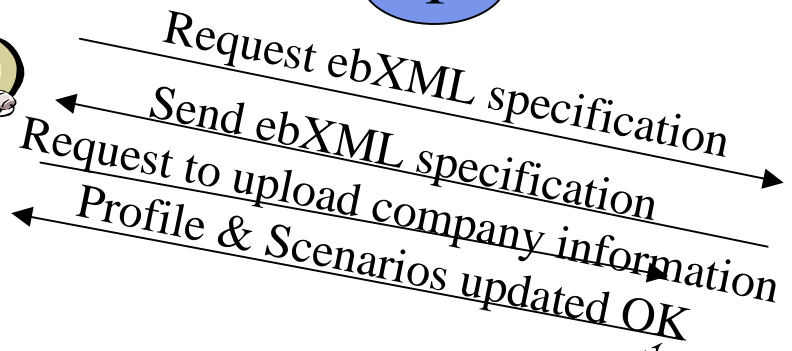 Request ebXML specification
Send ebXML specification
Request to upload company information
Profile & Scenarios updated OK